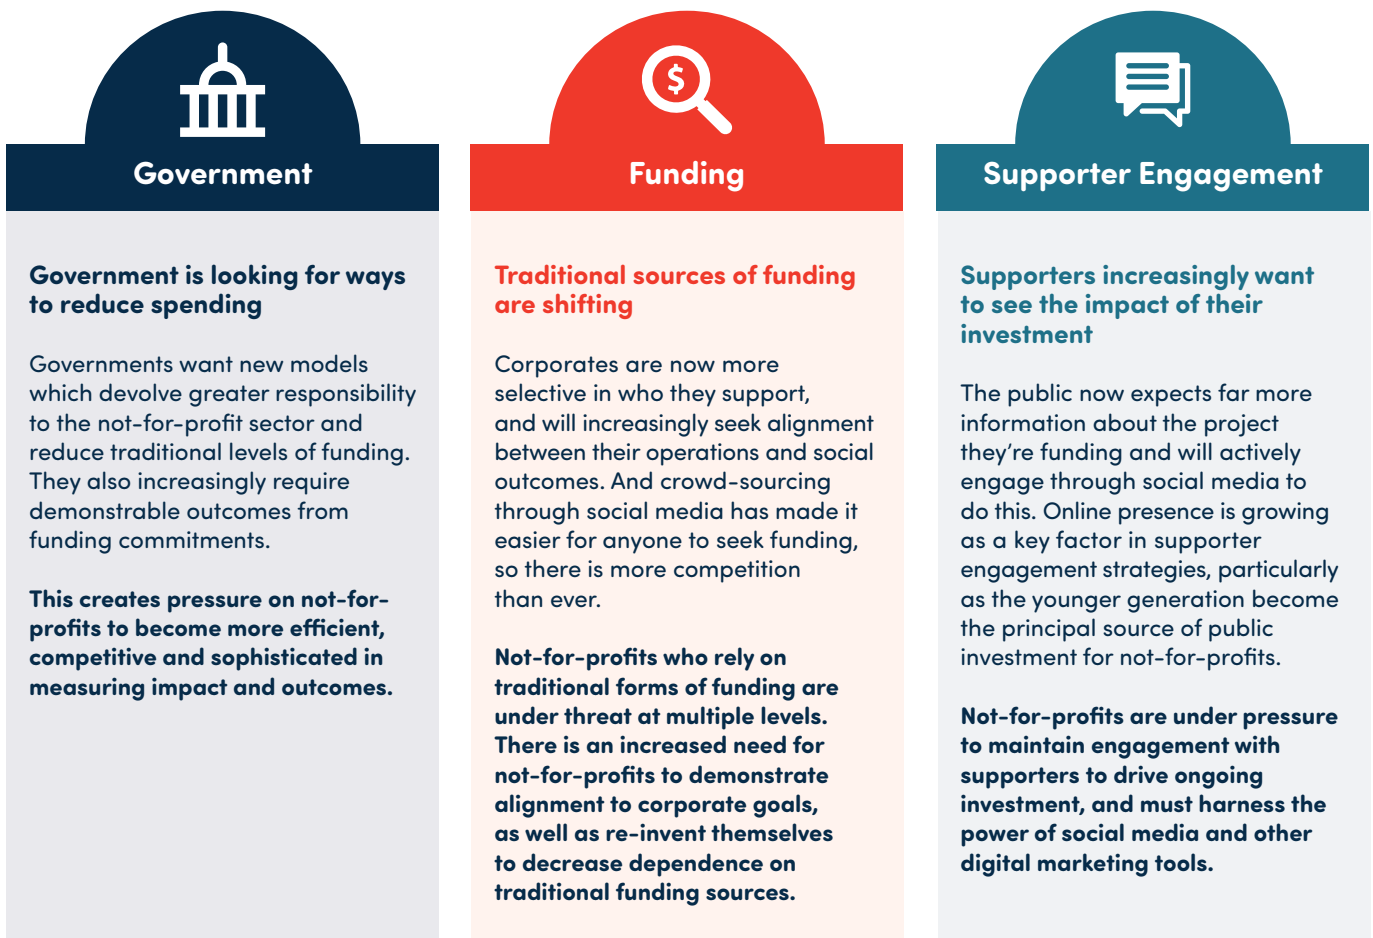 Government
Government is looking for ways
to reduce spending
Governments want new models
which devolve greater responsibility
to the not-for-profit sector and
reduce traditional levels of funding.
They also increasingly require
demonstrable outcomes from
funding commitments.
This creates pressure on not-for-
profits to become more efficient,
competitive and sophisticated in
measuring impact and outcomes.
$
Funding
Traditional sources of funding
are shifting
Corporates are now more
selective in who they support,
and will increasingly seek alignment
between their operations and social
outcomes. And crowd-sourcing
through social media has made it
easier for anyone to seek funding,
so there is more competition
than ever.
Not-for-profits who rely on
traditional forms of funding are
under threat at multiple levels.
There is an increased need for
not-for-profits to demonstrate
alignment to corporate goals,
as well as re-invent themselves
to decrease dependence on
traditional funding sources.
Supporter Engagement
Supporters increasingly want
to see the impact of their
investment
The public now expects far more
information about the project
they’re funding and will actively
engage through social media to
do this. Online presence is growing
as a key factor in supporter
engagement strategies, particularly
as the younger generation become
the principal source of public
investment for not-for-profits.
Not-for-profits are under pressure
to maintain engagement with
supporters to drive ongoing
investment, and must harness the
power of social media and other
digital marketing tools.